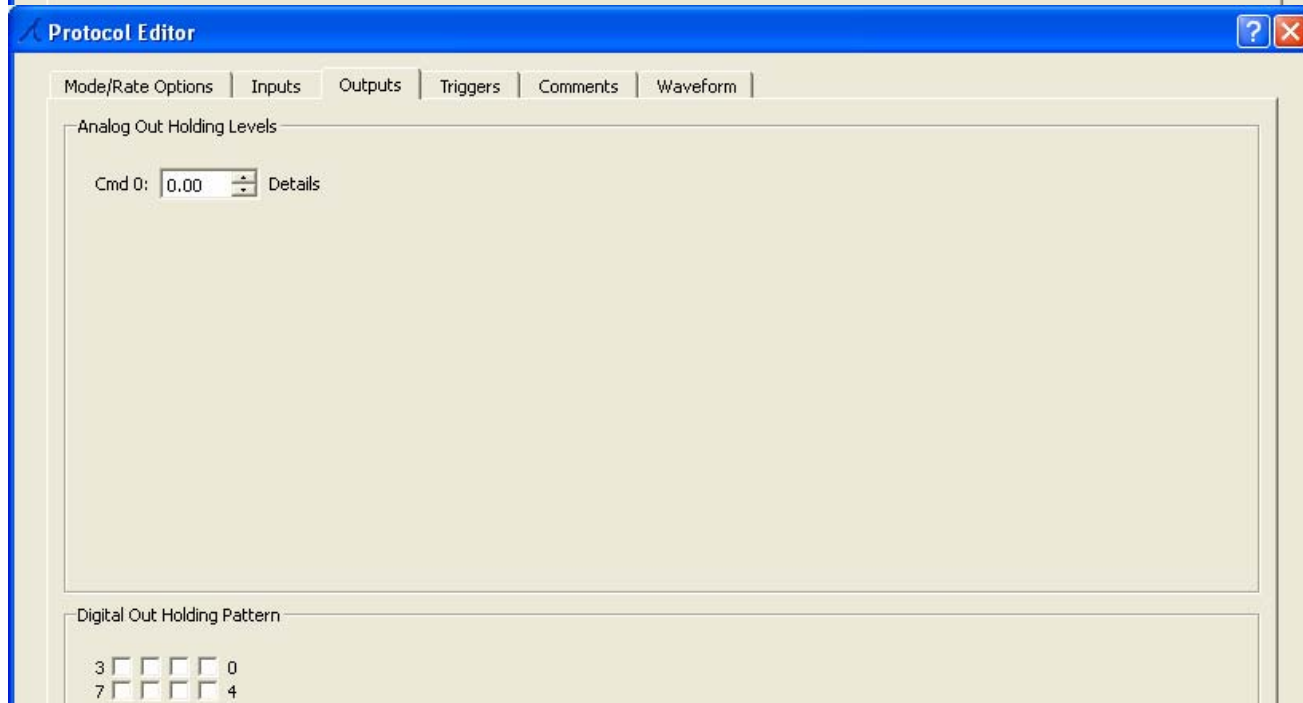 Protocol Editor
Mode/Rate Options Inputs Outputs Triggers Comments Waveform
Analog Out Holding Levels
Cmd 0: 0.00 Details
Digital Out Holding Pattern
3 0
7 4